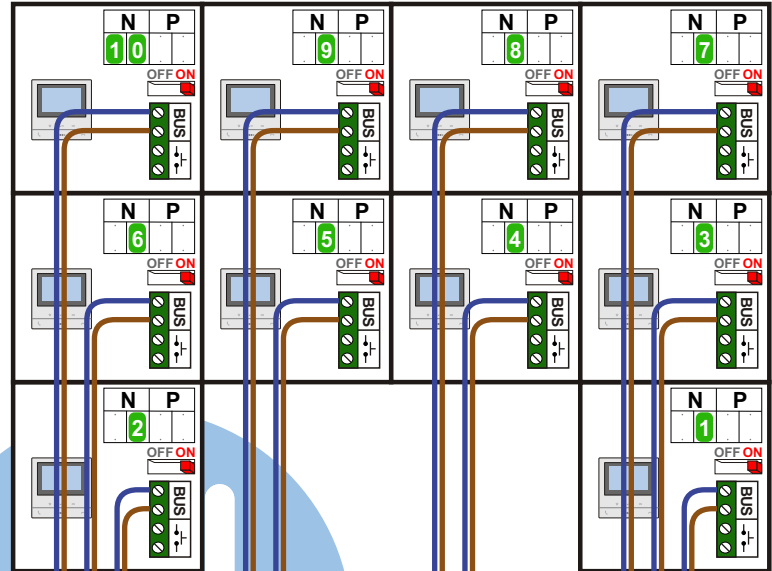 N P N P N P N P
10 9 8 7
OFF ON OFF ON OFF ON OFF ON
BUS BUS BUS BUS
N P N P N P N P
6 5 4 3
OFF ON OFF ON OFF ON OFF ON
BUS BUS BUS BUS
N P N P
2 1
OFF ON OFF ON
BUS BUS